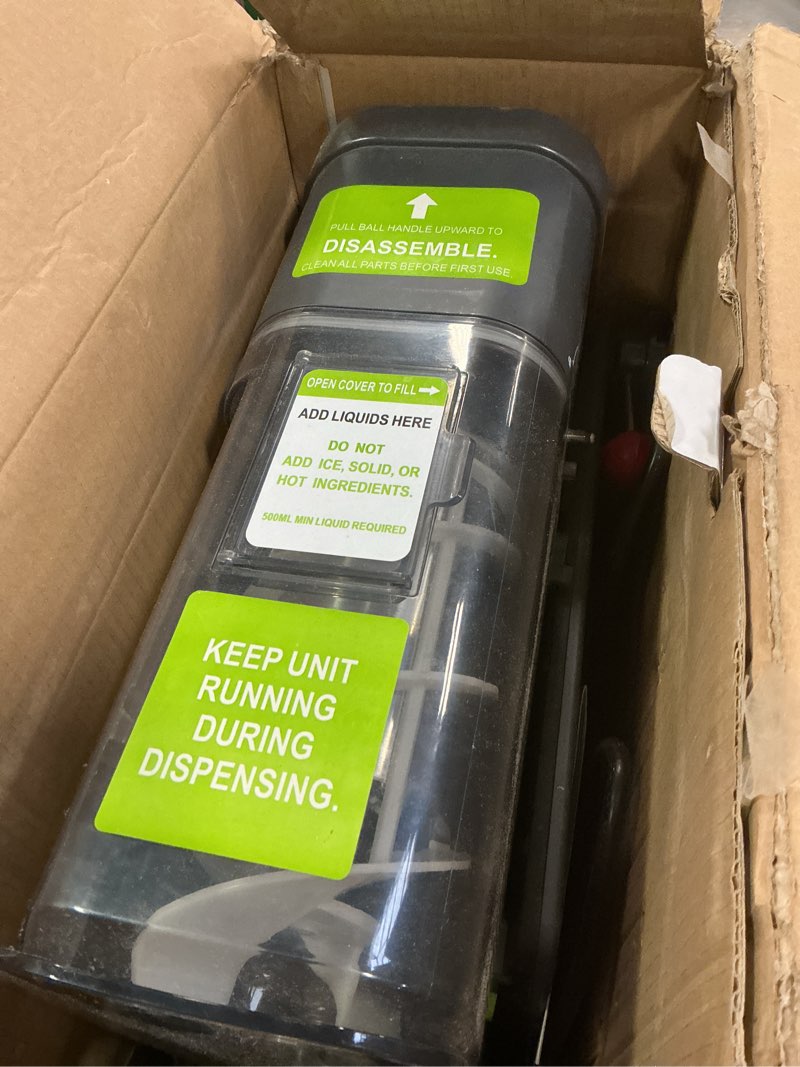 PULL BALL HANDLE UPWARD TO
DISASSEMBLE.
CLEAN ALL PARTS BEFORE FIRST USE.
OPEN COVER TO FILL
ADD LIQUIDS HERE
DO NOT
ADD ICE, SOLID, OR
HOT INGREDIENTS.
500ML MIN LIQUID REQUIRED
KEEP UNIT
RUNNING
DURING
DISPENSING.